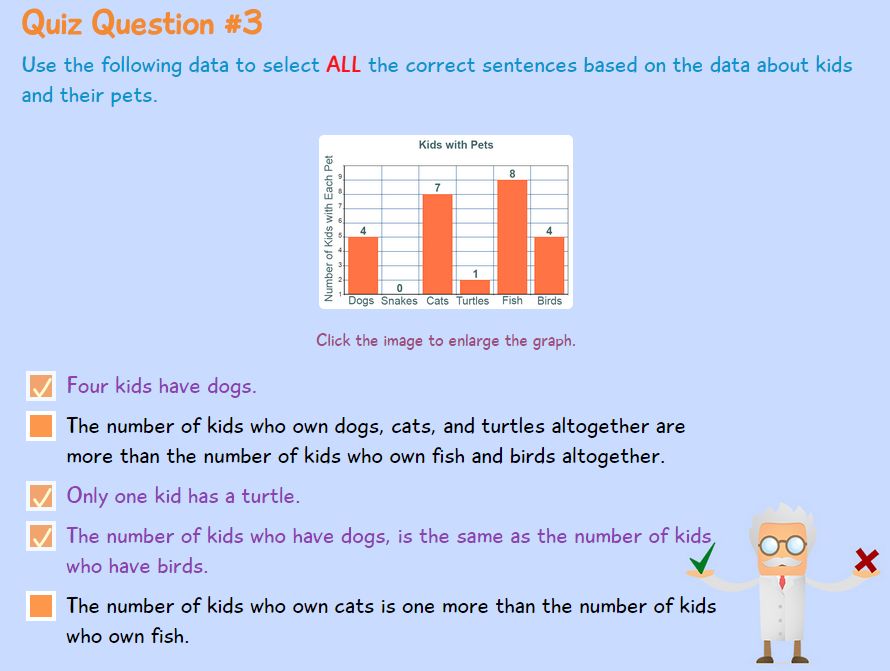 Quiz Question #3
Use the following data to select ALL the correct sentences based on the data about kids
and their pets.
Kids with Pets
Number of Kids with Each Pet
9
8
7
6
5
4
3
2
1
4
0
7
1
8
4
Dogs Snakes Cats Turtles Fish Birds
Click the image to enlarge the graph.
Four kids have dogs.
The number of kids who own dogs, cats, and turtles altogether are
more than the number of kids who own fish and birds altogether.
Only one kid has a turtle.
The number of kids who have dogs, is the same as the number of kids
who have birds.
The number of kids who own cats is one more than the number of kids
who own fish.